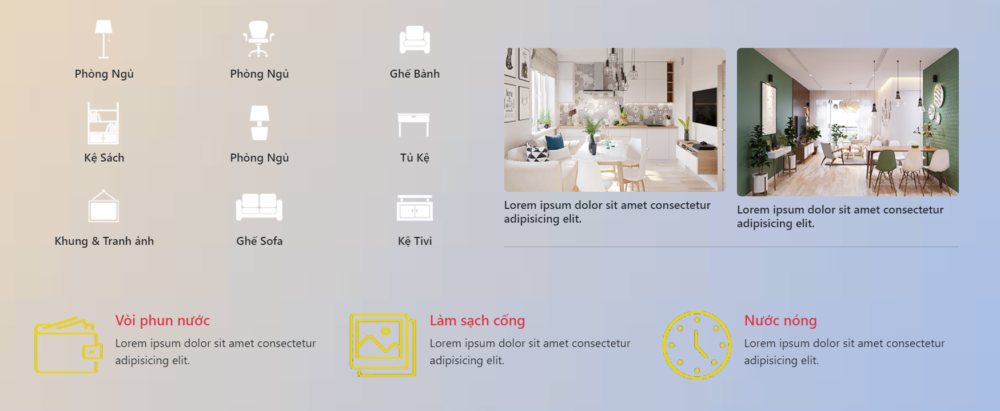 Phòng Ngủ
Phòng Ngủ
Ghế Bành
Kệ Sách
Phòng Ngủ
Tủ Kệ
Khung & Tranh ảnh
Ghế Sofa
Kệ Tivi
Lorem ipsum dolor sit amet consectetur
adipisicing elit.
Lorem ipsum dolor sit amet consectetur
adipisicing elit.
Vòi phun nước
Lorem ipsum dolor sit amet consectetur
adipisicing elit.
Làm sạch cống
Lorem ipsum dolor sit amet consectetur
adipisicing elit.
Nước nóng
Lorem ipsum dolor sit amet consectetur
adipisicing elit.